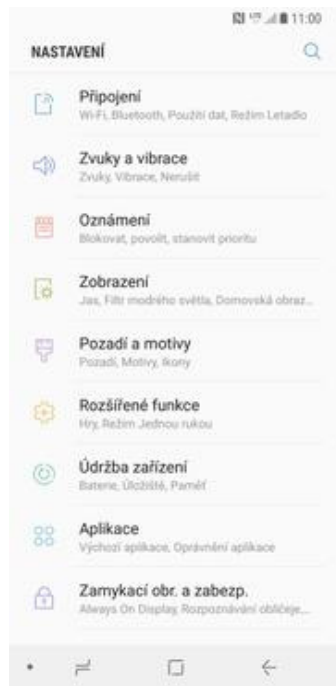 11:00
NASTAVENÍ
Připojení
Wi-Fi, Bluetooth, Použití dat, Režim Letadlo
Zvuky a vibrace
Zvuky, Vibrace, Nerušit
Oznámení
Blokovat, povolit, stanovit prioritu
Zobrazení
Jas, Filtr modrého světla, Domovská obraz...
Pozadí a motivy
Pozadí, Motivy, Ikony
Rozšířené funkce
Hry, Režim Jednou rukou
Údržba zařízení
Baterie, Úložiště, Paměť
Aplikace
Výchozí aplikace, Oprávnění aplikace
Zamykací obr. a zabezp.
Always On Display, Rozpoznávání obličeje,...